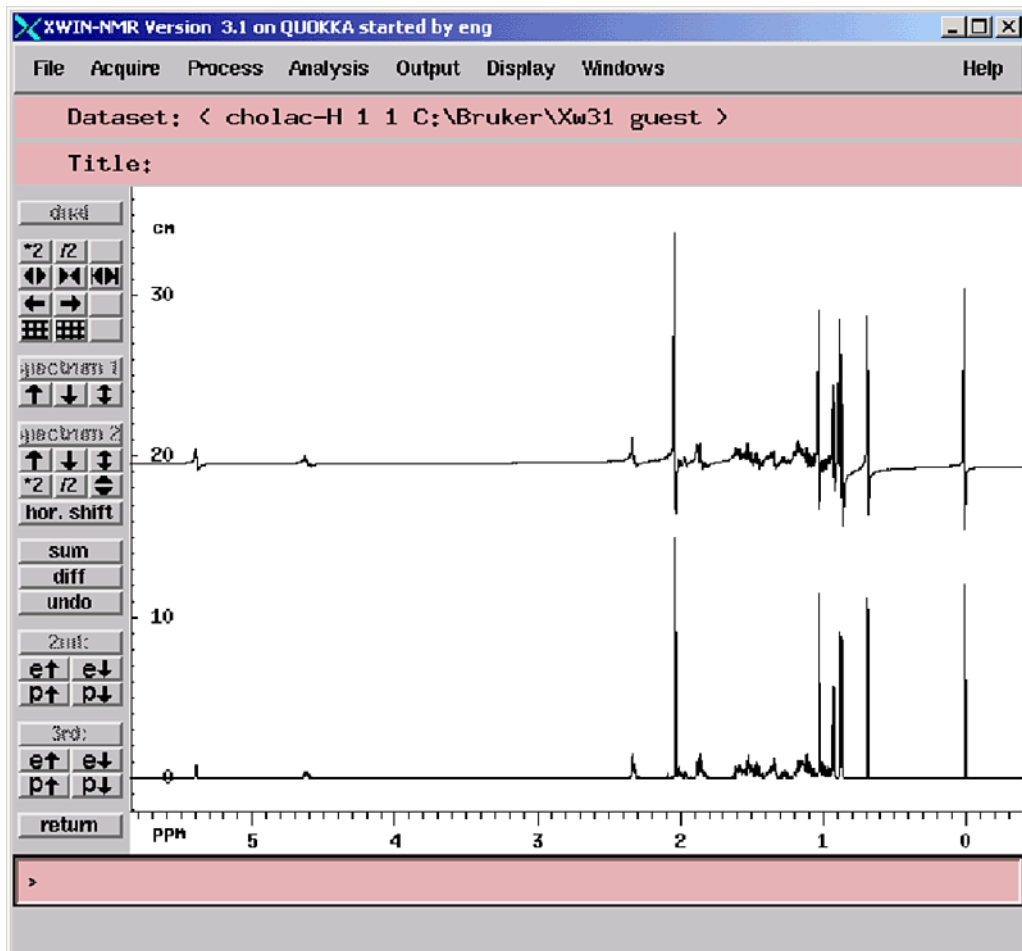 XWIN-NMR Version 3.1 on QUOKKA started by eng
File Acquire Process Analysis Output Display Windows Help
Dataset: < cholac-H 1 1 C:\Bruker\Xw31 guest >
Title:
dual
*2 /2
spectrum 1
spectrum 2
*2 /2
hor. shift
sum
diff
undo
2nd:
e↑ e↓
p↑ p↓
3rd:
e↑ e↓
p↑ p↓
return
CM
30
20
10
0
PPM 5 4 3 2 1 0
>